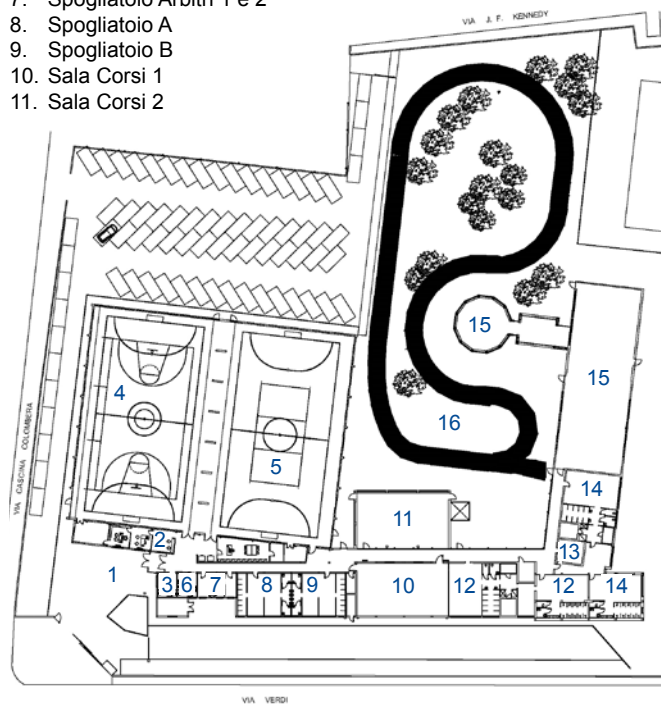 7. Spogliatoio Arbitri 1 e 2
8. Spogliatoio A
9. Spogliatoio B
10. Sala Corsi 1
11. Sala Corsi 2
VIA J. F. KENNEDY
15
15
4
16
5
VIA CASCINA COLOMBERA
14
11
2
13
1
3
6
7
8
9
10
12
12
14
VIA VERDI